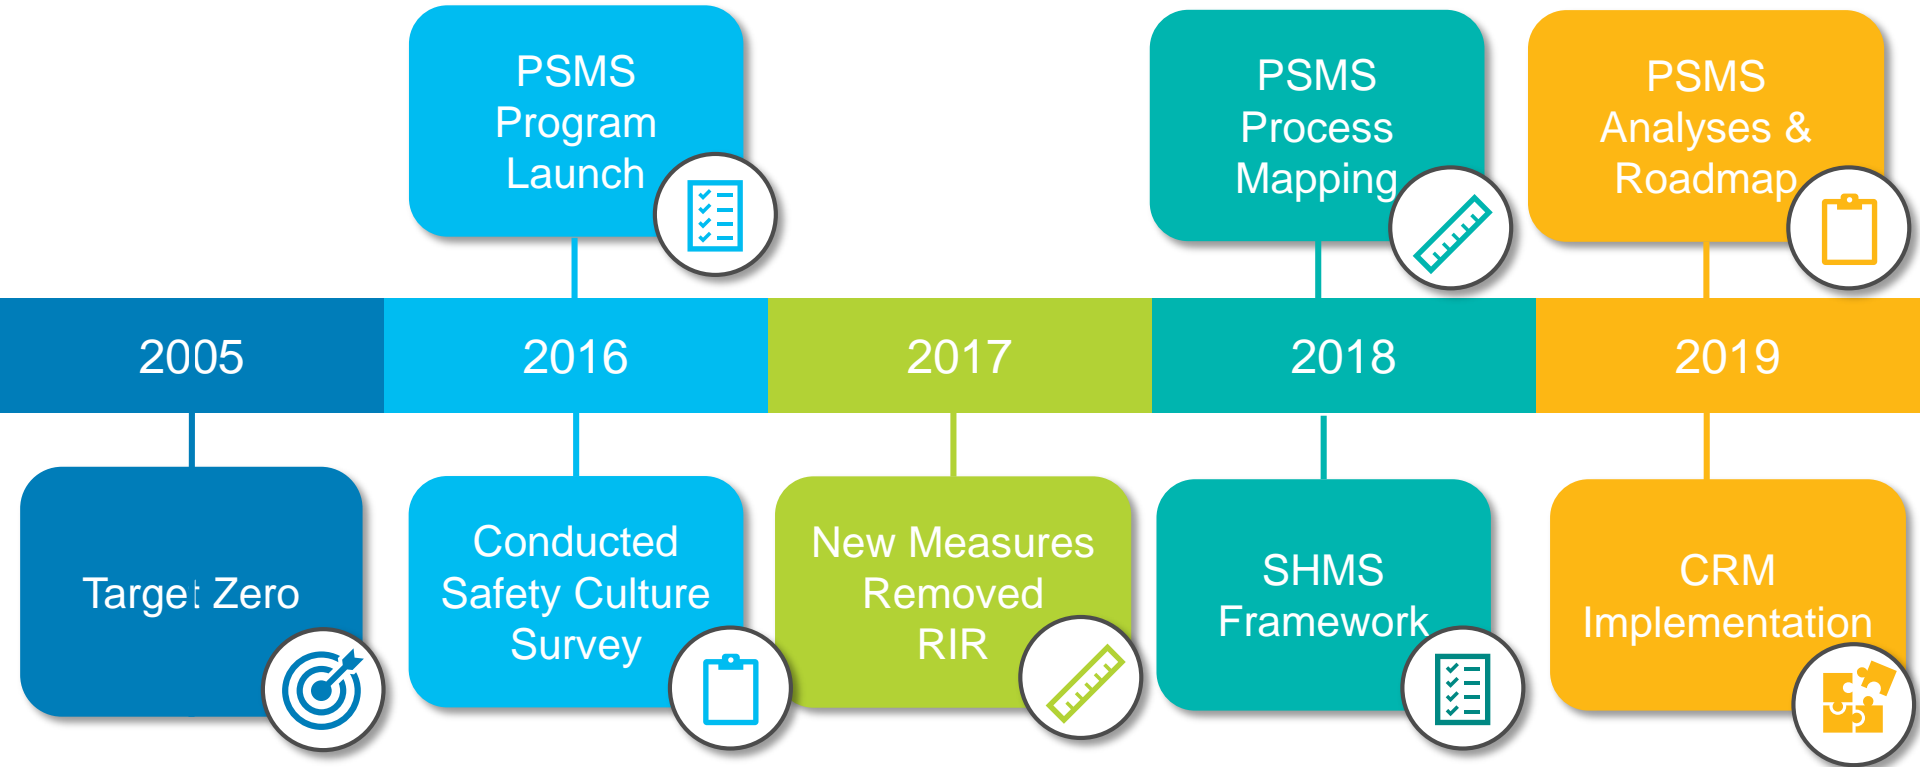 PSMS
Program
Launch
PSMS
Process
Mapping
PSMS
Analyses &
Roadmap
2005
2016
2017
2018
2019
Target Zero
Conducted
Safety Culture
Survey
New Measures
Removed
RIR
SHMS
Framework
CRM
Implementation